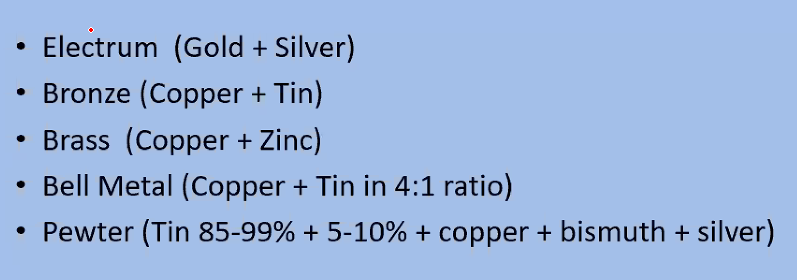 • Electrum  (Gold + Silver)
• Bronze (Copper + Tin)
• Brass  (Copper + Zinc)
• Bell Metal (Copper + Tin in 4:1 ratio)
• Pewter (Tin 85-99% + 5-10% + copper + bismuth + silver)